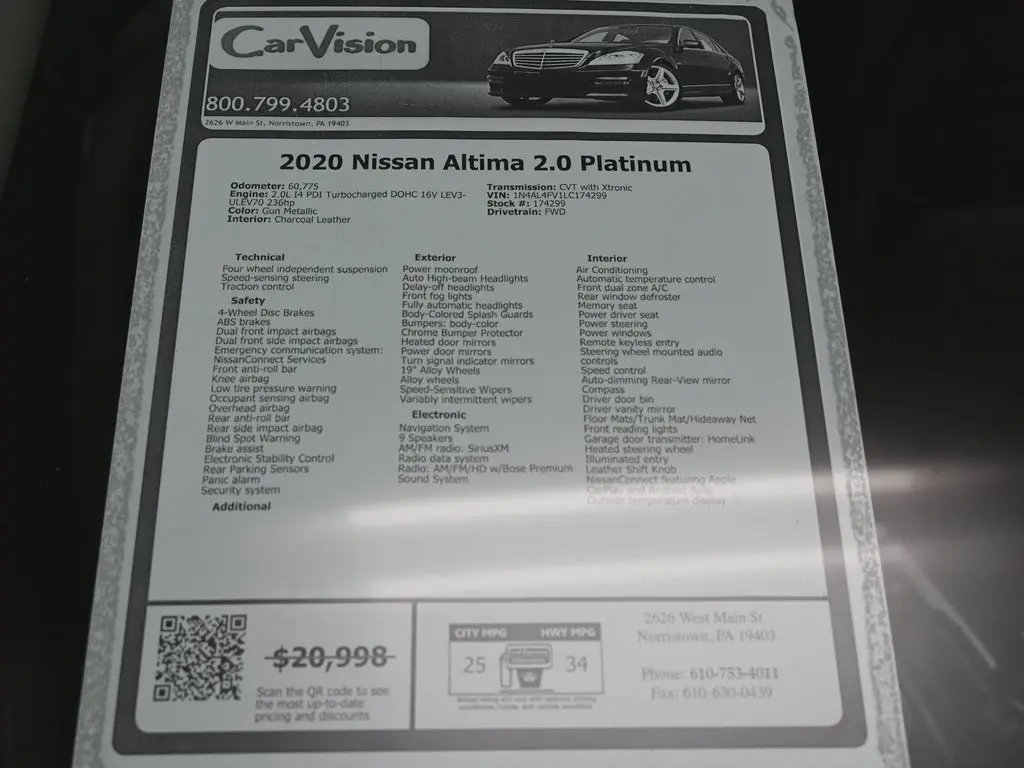 CarVision
800.799.4803
2626 W Main St, Norristown, PA 19403
2020 Nissan Altima 2.0 Platinum
Odometer: 60,775
Engine: 2.0L I4 PDI Turbocharged DOHC 16V LEV3-
ULEV70 236hp
Color: Gun Metallic
Interior: Charcoal Leather
Transmission: CVT with Xtronic
VIN: 1N4AL4FV1LC174299
Stock #: 174299
Drivetrain: FWD
Technical
Four wheel independent suspension
Speed-sensing steering
Traction control
Safety
4-Wheel Disc Brakes
ABS brakes
Dual front impact airbags
Dual front side impact airbags
Emergency communication system:
NissanConnect Services
Front anti-roll bar
Knee airbag
Low tire pressure warning
Occupant sensing airbag
Overhead airbag
Rear anti-roll bar
Rear side impact airbag
Blind Spot Warning
Brake assist
Electronic Stability Control
Rear Parking Sensors
Panic alarm
Security system
Additional
Exterior
Power moonroof
Auto High-beam Headlights
Delay-off headlights
Front fog lights
Fully automatic headlights
Body-Colored Splash Guards
Bumpers: body-color
Chrome Bumper Protector
Heated door mirrors
Power door mirrors
Turn signal indicator mirrors
19" Alloy Wheels
Alloy wheels
Speed-Sensitive Wipers
Variably intermittent wipers
Electronic
Navigation System
9 Speakers
AM/FM radio: SiriusXM
Radio data system
Radio: AM/FM/HD w/Bose Premium
Sound System
Interior
Air Conditioning
Automatic temperature control
Front dual zone A/C
Rear window defroster
Memory seat
Power driver seat
Power steering
Power windows
Remote keyless entry
Steering wheel mounted audio
controls
Speed control
Auto-dimming Rear-View mirror
Compass
Driver door bin
Driver vanity mirror
Floor Mats/Trunk Mat/Hideaway Net
Front reading lights
Garage door transmitter: HomeLink
Heated steering wheel
Illuminated entry
Leather Shift Knob
NissanConnect featuring Apple
CarPlay and Android Auto
Outside temperature display
$20,998
Scan the QR code to see
the most up-to-date
pricing and discounts
CITY MPG HWY MPG
25 34
2626 West Main St
Norristown, PA 19403
Phone: 610-753-4011
Fax: 610-630-0439